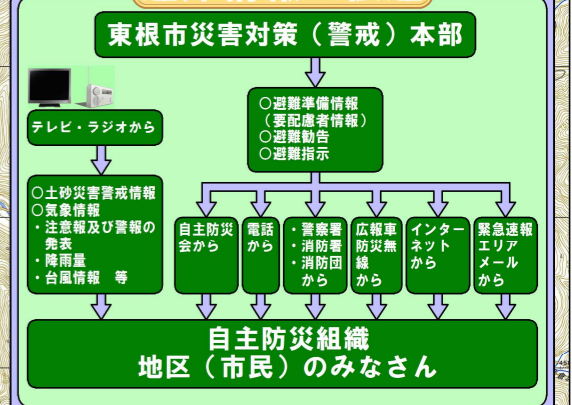 東根市災害対策（警戒）本部
○避難準備情報
（要配慮者情報）
○避難勧告
○避難指示
テレビ・ラジオから
○土砂災害警戒情報
○気象情報
・注意報及び警報の
発表
・降雨量
・台風情報　等
自主防災
会から
電話
から
・警察署
・消防署
・消防団
から
広報車
防災無
線
から
インター
ネット
から
緊急速報
エリア
メール
から
自主防災組織
地区（市民）のみなさん